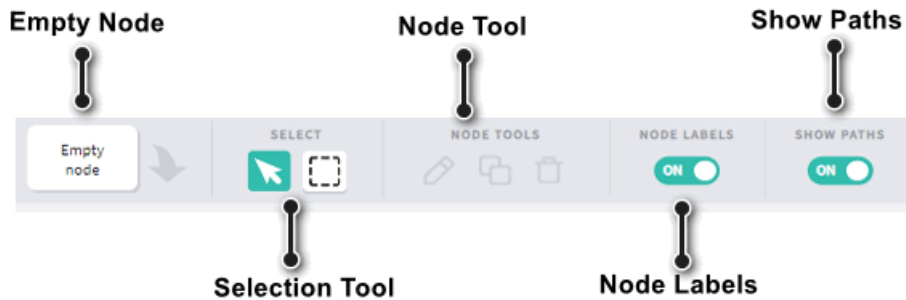 Empty Node
Node Tool
Show Paths
SELECT
NODE TOOLS
NODE LABELS
SHOW PATHS
Empty
node
ON
ON
Selection Tool
Node Labels